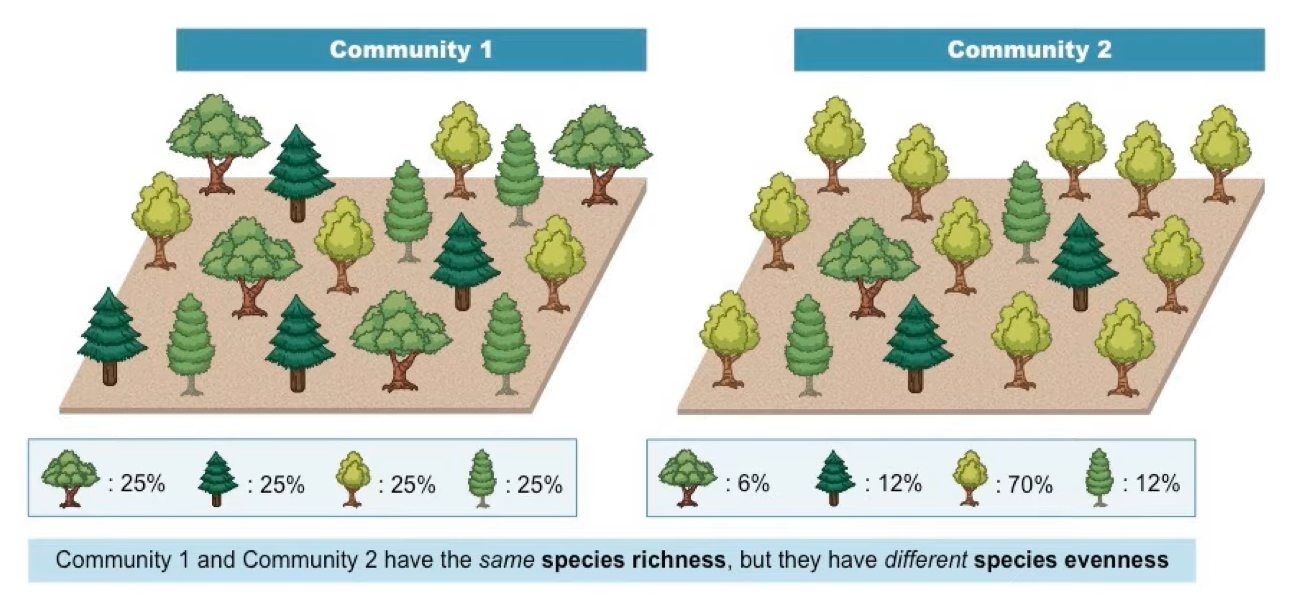 Community 1
Community 2
: 25% : 25% : 25% : 25%
: 6% : 12% : 70% : 12%
Community 1 and Community 2 have the same species richness, but they have different species evenness